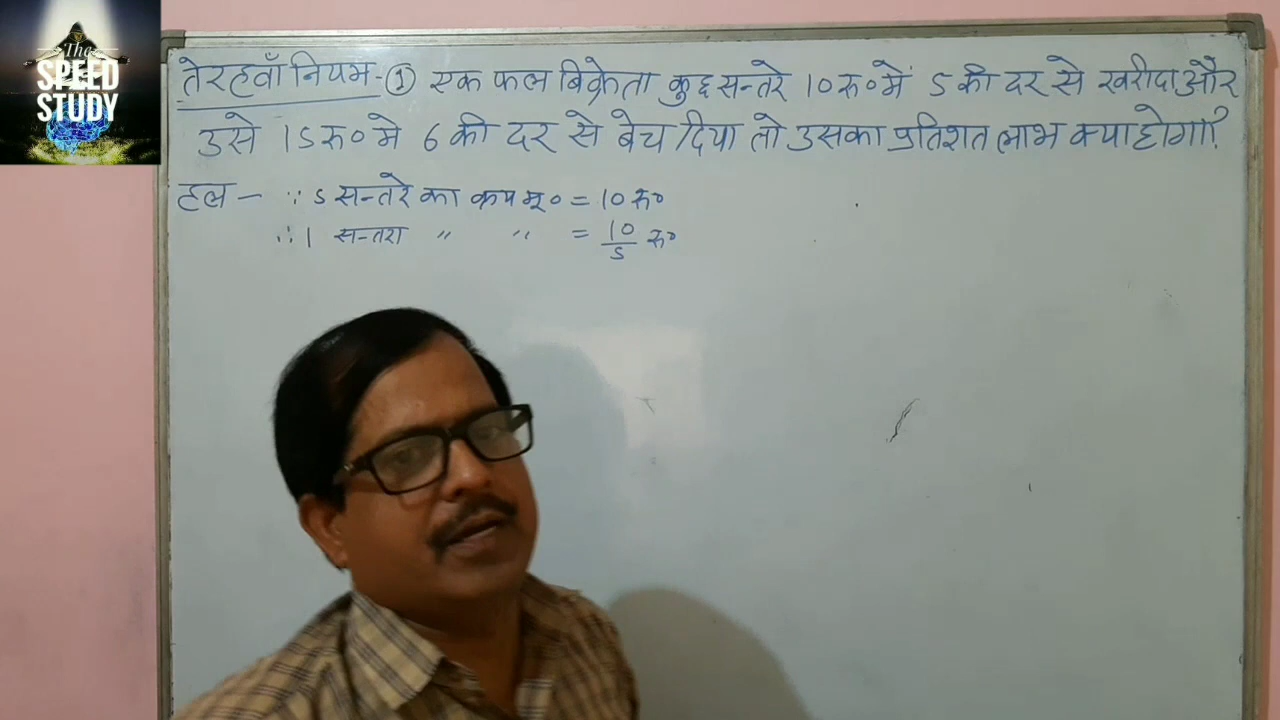 The
SPEED
STUDY
तेरहवाँ नियम-① एक फल विक्रेता कुछ सन्तरे 10 रु० में 5 की दर से खरीदा और
उसे 15 रु० मे 6 की दर से बेच दिया तो उसका प्रतिशत लाभ क्या होगा?
हल - ∵ 5 सन्तरे का क्रय मू० = 10 रु०
∴ 1 सन्तरा " " = 10/5 रु०